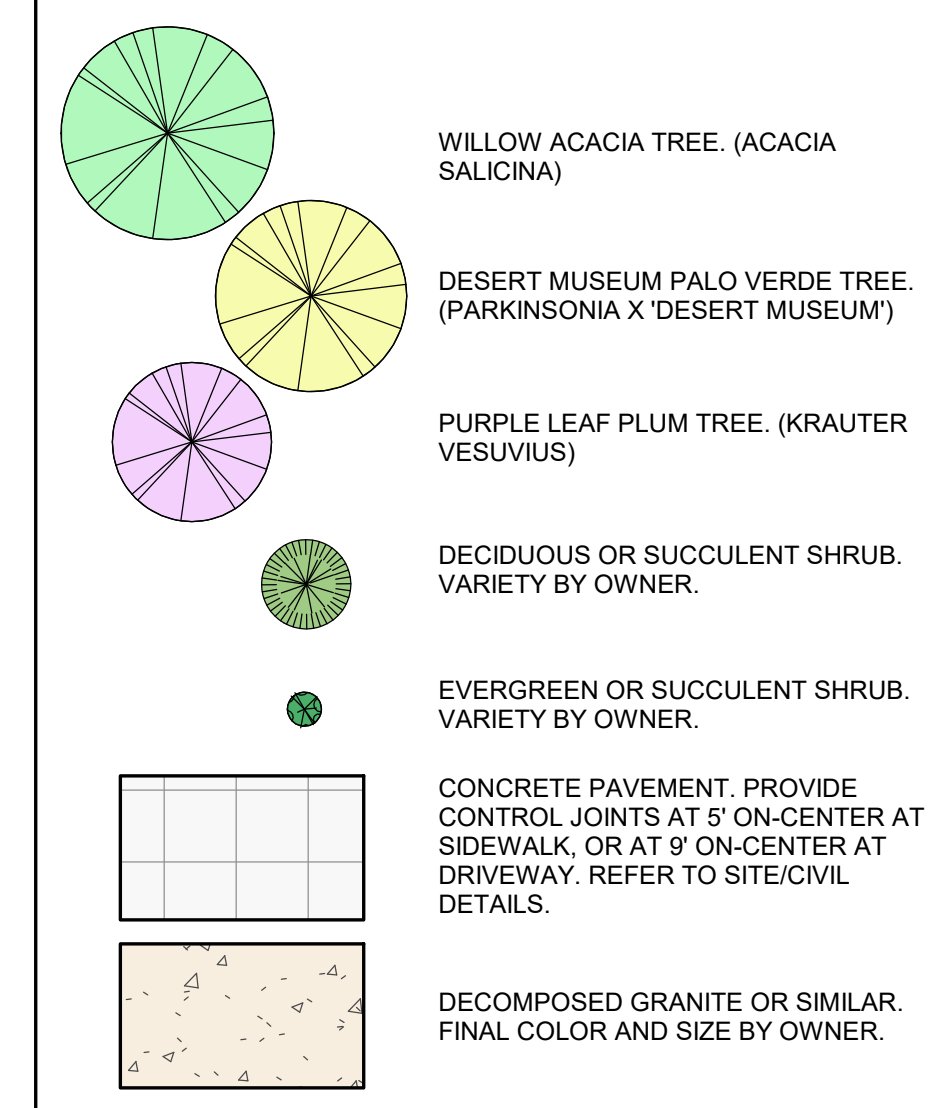 WILLOW ACACIA TREE. (ACACIA
SALICINA)
DESERT MUSEUM PALO VERDE TREE.
(PARKINSONIA X 'DESERT MUSEUM')
PURPLE LEAF PLUM TREE. (KRAUTER
VESUVIUS)
DECIDUOUS OR SUCCULENT SHRUB.
VARIETY BY OWNER.
EVERGREEN OR SUCCULENT SHRUB.
VARIETY BY OWNER.
CONCRETE PAVEMENT. PROVIDE
CONTROL JOINTS AT 5' ON-CENTER AT
SIDEWALK, OR AT 9' ON-CENTER AT
DRIVEWAY. REFER TO SITE/CIVIL
DETAILS.
DECOMPOSED GRANITE OR SIMILAR.
FINAL COLOR AND SIZE BY OWNER.